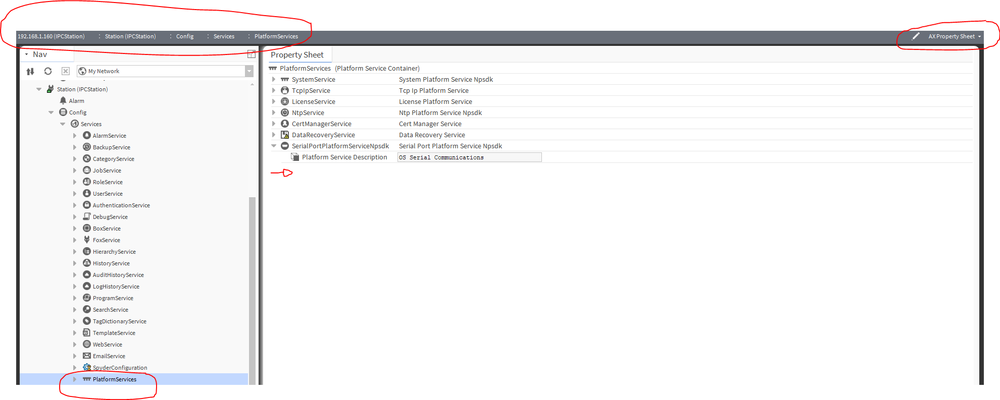 192.168.1.160 (IPCStation) : Station (IPCStation) : Config : Services : PlatformServices AX Property Sheet
Nav
My Network
Station (IPCStation)
Alarm
Config
Services
AlarmService
BackupService
CategoryService
JobService
RoleService
UserService
AuthenticationService
DebugService
BoxService
FoxService
HierarchyService
HistoryService
AuditHistoryService
LogHistoryService
ProgramService
SearchService
TagDictionaryService
TemplateService
WebService
EmailService
SpyderConfiguration
PlatformServices
Property Sheet
PlatformServices (Platform Service Container)
SystemService System Platform Service Npsdk
TcpIpService Tcp Ip Platform Service
LicenseService License Platform Service
NtpService Ntp Platform Service Npsdk
CertManagerService Cert Manager Service
DataRecoveryService Data Recovery Service
SerialPortPlatformServiceNpsdk Serial Port Platform Service Npsdk
Platform Service Description OS Serial Communications